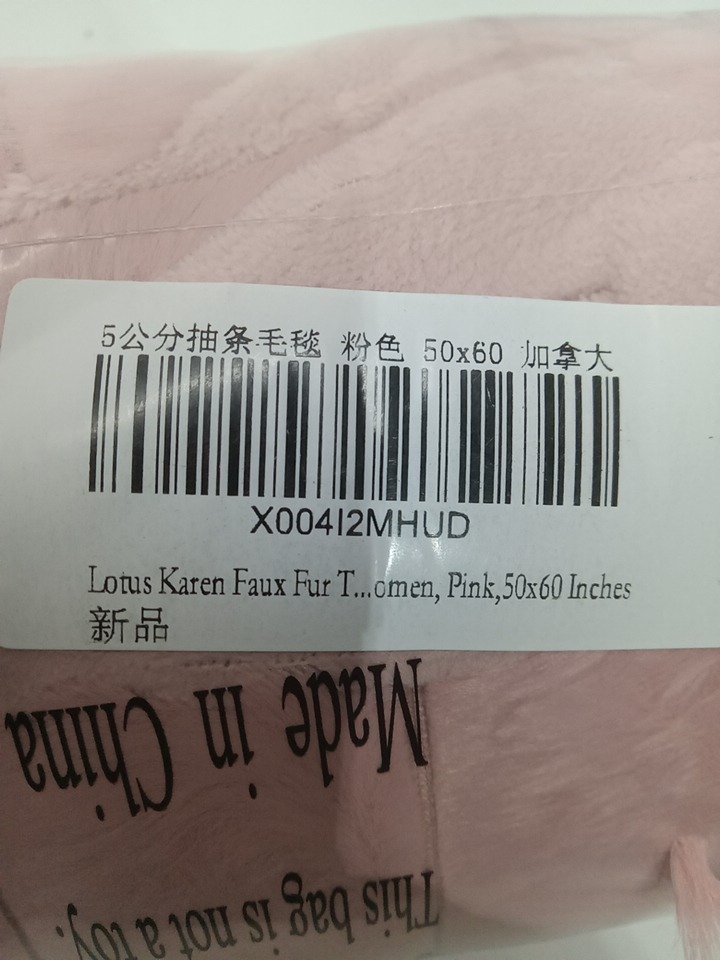 5公分抽条毛毯 粉色 50x60 加拿大
X004I2MHUD
Lotus Karen Faux Fur T...omen, Pink,50x60 Inches
新品
Made in China
This bag is not a toy.